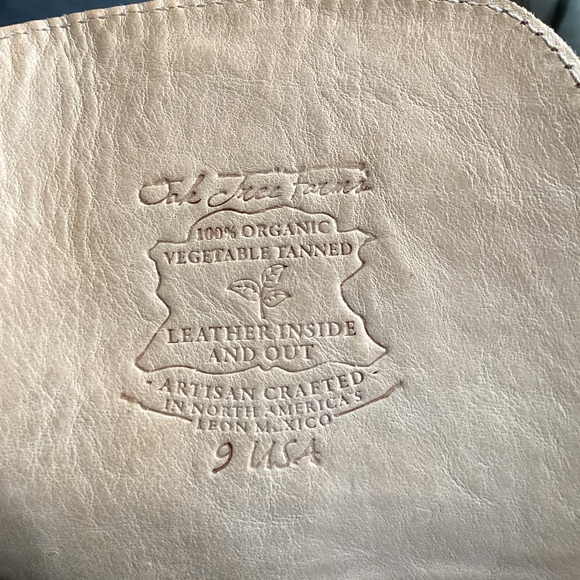 Oak Tree Farms
100% ORGANIC
VEGETABLE TANNED
LEATHER INSIDE
AND OUT
- ARTISAN CRAFTED -
IN NORTH AMERICA'S
LEON MEXICO
9 USA